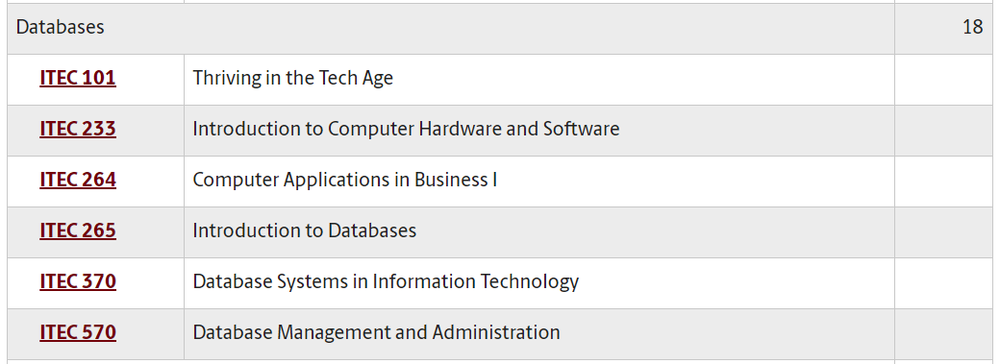 Databases 18
ITEC 101 Thriving in the Tech Age
ITEC 233 Introduction to Computer Hardware and Software
ITEC 264 Computer Applications in Business I
ITEC 265 Introduction to Databases
ITEC 370 Database Systems in Information Technology
ITEC 570 Database Management and Administration